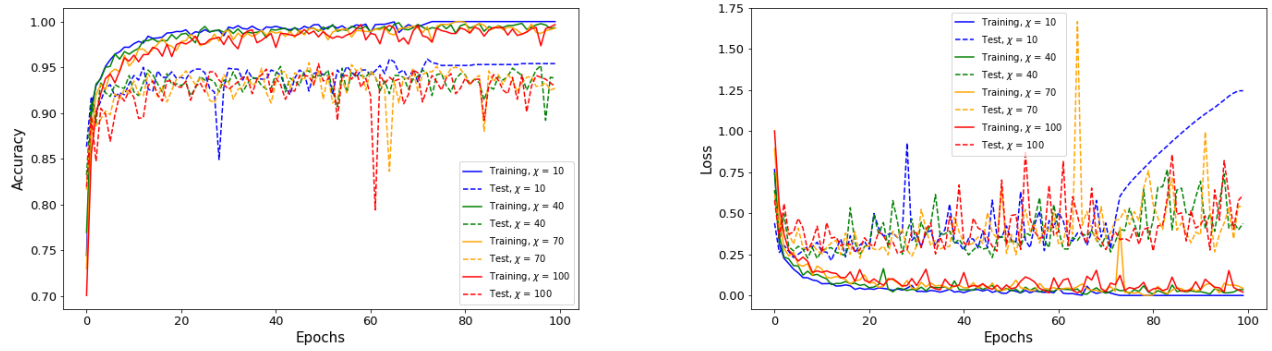 1.00
0.95
0.90
0.85
0.80
0.75
0.70
Accuracy
0 20 40 60 80 100
Epochs
Training, χ = 10
Test, χ = 10
Training, χ = 40
Test, χ = 40
Training, χ = 70
Test, χ = 70
Training, χ = 100
Test, χ = 100
1.75
1.50
1.25
1.00
0.75
0.50
0.25
0.00
Loss
0 20 40 60 80 100
Epochs
Training, χ = 10
Test, χ = 10
Training, χ = 40
Test, χ = 40
Training, χ = 70
Test, χ = 70
Training, χ = 100
Test, χ = 100